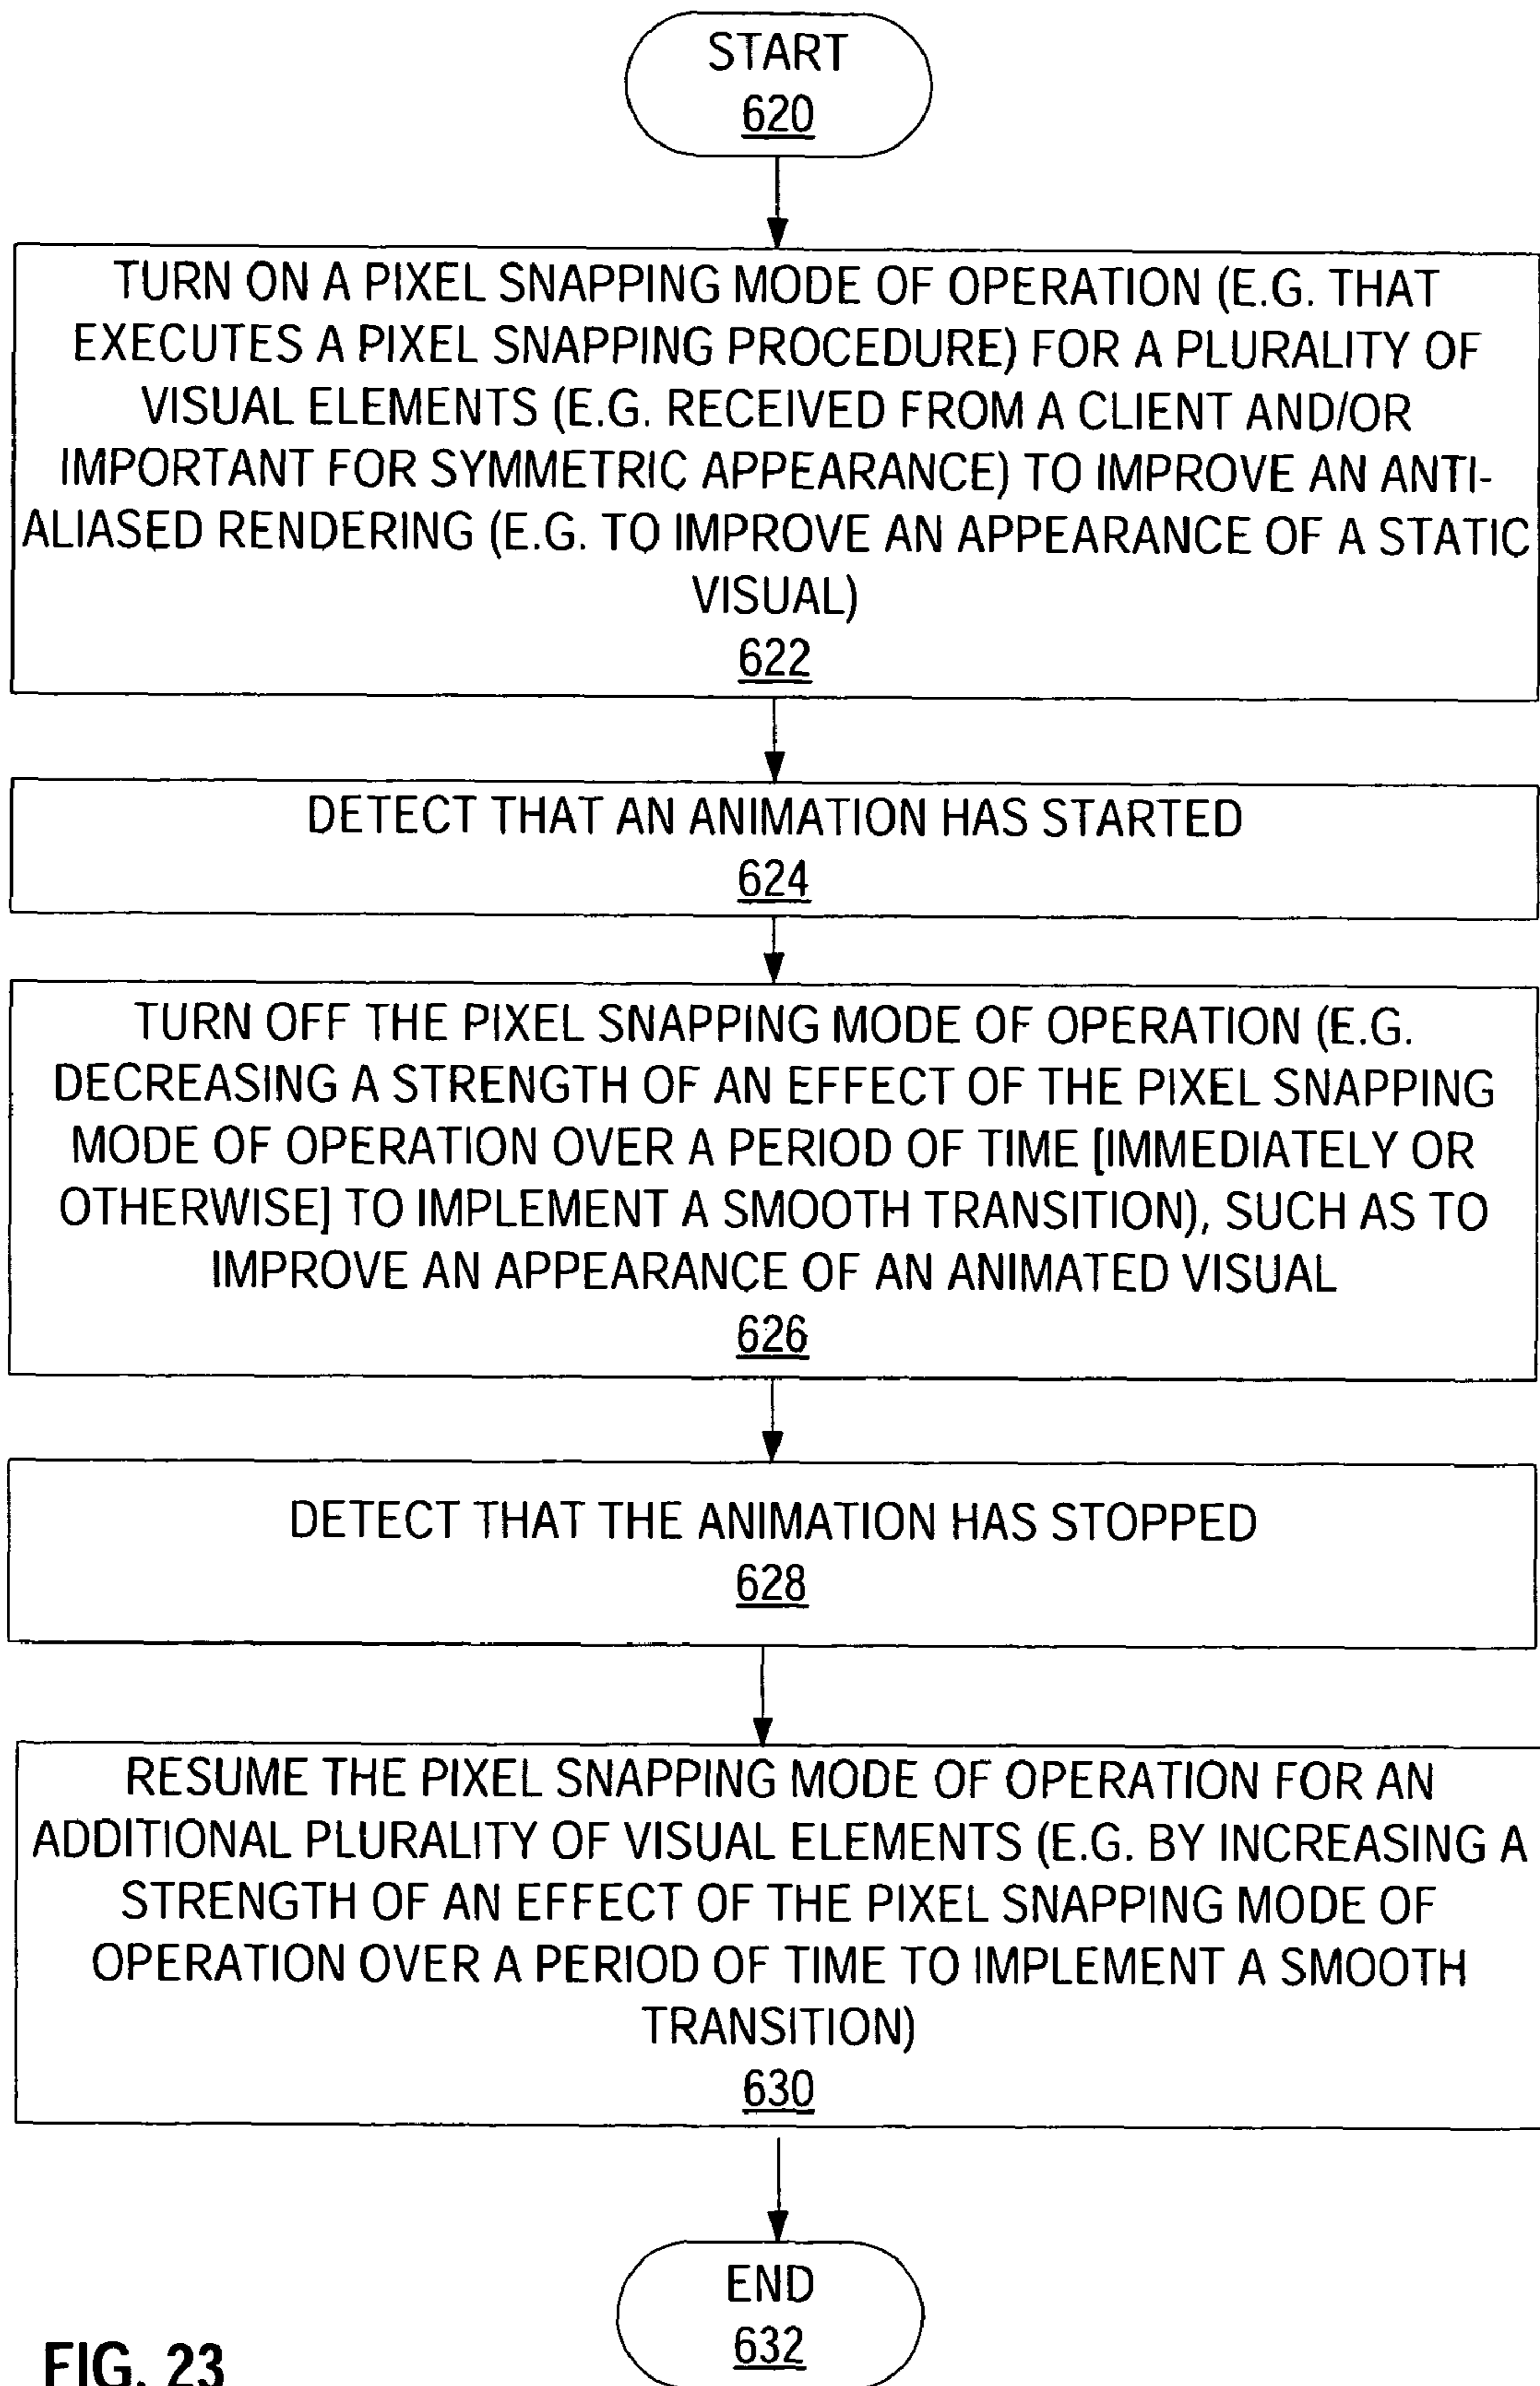 START
620
TURN ON A PIXEL SNAPPING MODE OF OPERATION (E.G. THAT
EXECUTES A PIXEL SNAPPING PROCEDURE) FOR A PLURALITY OF
VISUAL ELEMENTS (E.G. RECEIVED FROM A CLIENT AND/OR
IMPORTANT FOR SYMMETRIC APPEARANCE) TO IMPROVE AN ANTI-
ALIASED RENDERING (E.G. TO IMPROVE AN APPEARANCE OF A STATIC
VISUAL)
622
DETECT THAT AN ANIMATION HAS STARTED
624
TURN OFF THE PIXEL SNAPPING MODE OF OPERATION (E.G.
DECREASING A STRENGTH OF AN EFFECT OF THE PIXEL SNAPPING
MODE OF OPERATION OVER A PERIOD OF TIME [IMMEDIATELY OR
OTHERWISE] TO IMPLEMENT A SMOOTH TRANSITION), SUCH AS TO
IMPROVE AN APPEARANCE OF AN ANIMATED VISUAL
626
DETECT THAT THE ANIMATION HAS STOPPED
628
RESUME THE PIXEL SNAPPING MODE OF OPERATION FOR AN
ADDITIONAL PLURALITY OF VISUAL ELEMENTS (E.G. BY INCREASING A
STRENGTH OF AN EFFECT OF THE PIXEL SNAPPING MODE OF
OPERATION OVER A PERIOD OF TIME TO IMPLEMENT A SMOOTH
TRANSITION)
630
END
632
FIG. 23